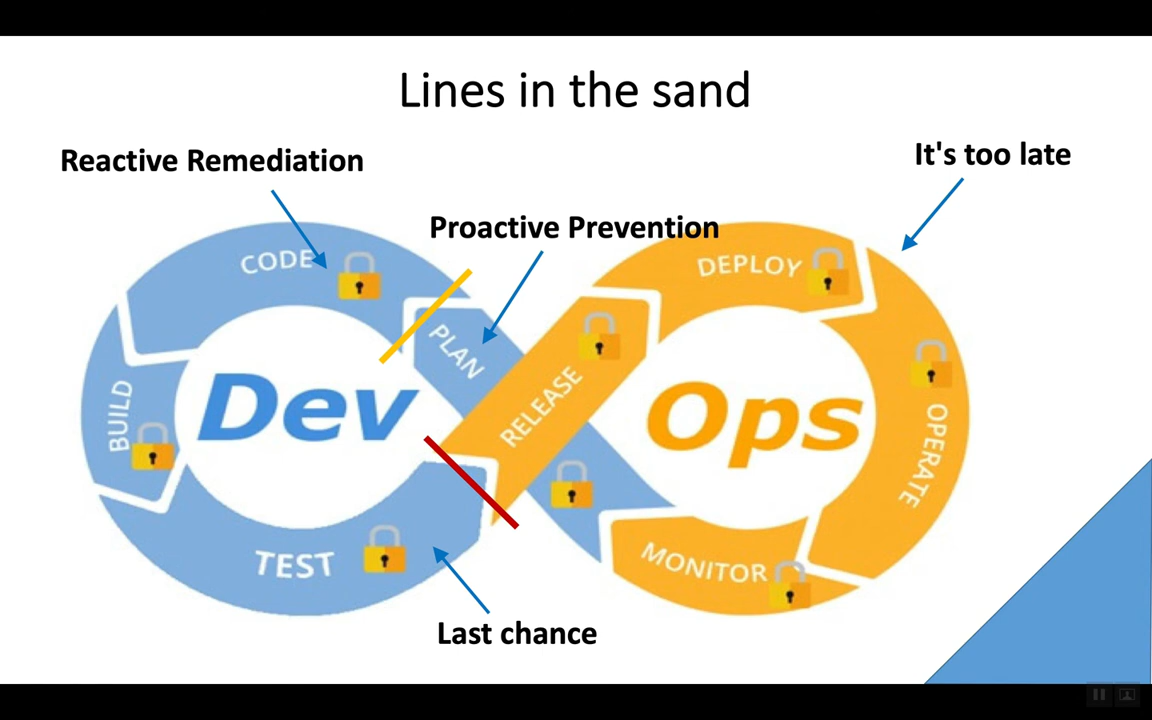 Lines in the sand
Reactive Remediation
It's too late
Proactive Prevention
CODE
DEPLOY
PLAN
RELEASE
BUILD
Dev
Ops
OPERATE
TEST
MONITOR
Last chance